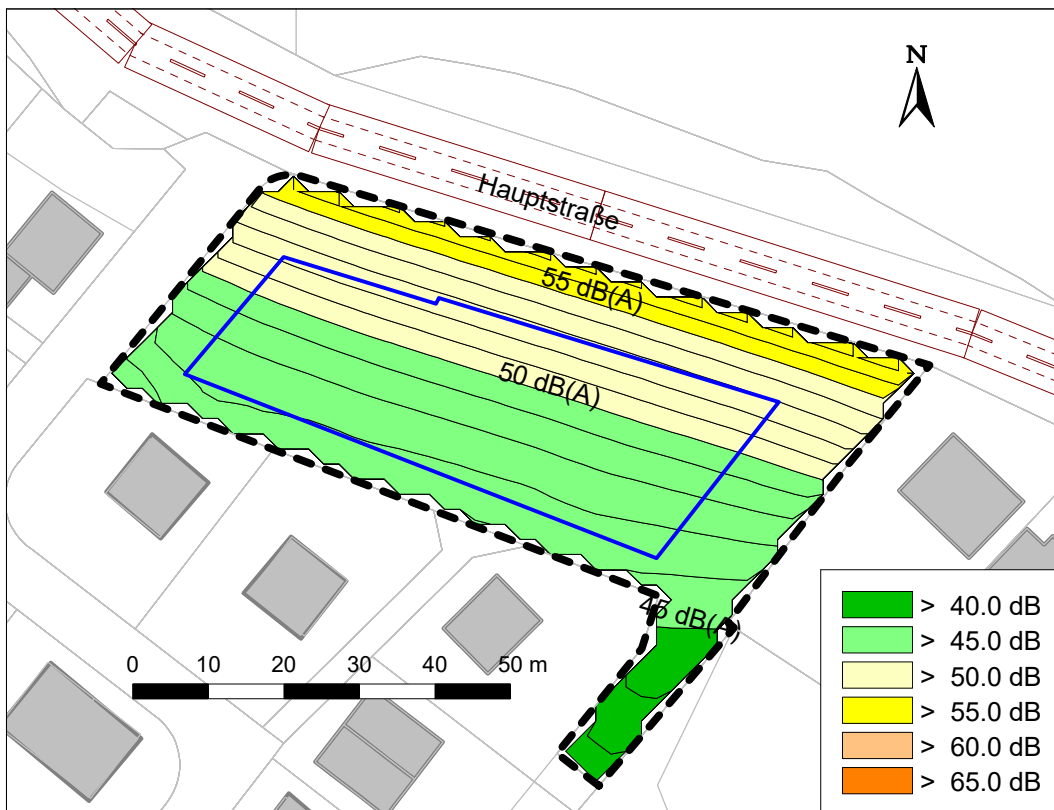 N
Hauptstraße
55 dB(A)
50 dB(A)
45 dB(A)
0 10 20 30 40 50 m
> 40.0 dB
> 45.0 dB
> 50.0 dB
> 55.0 dB
> 60.0 dB
> 65.0 dB